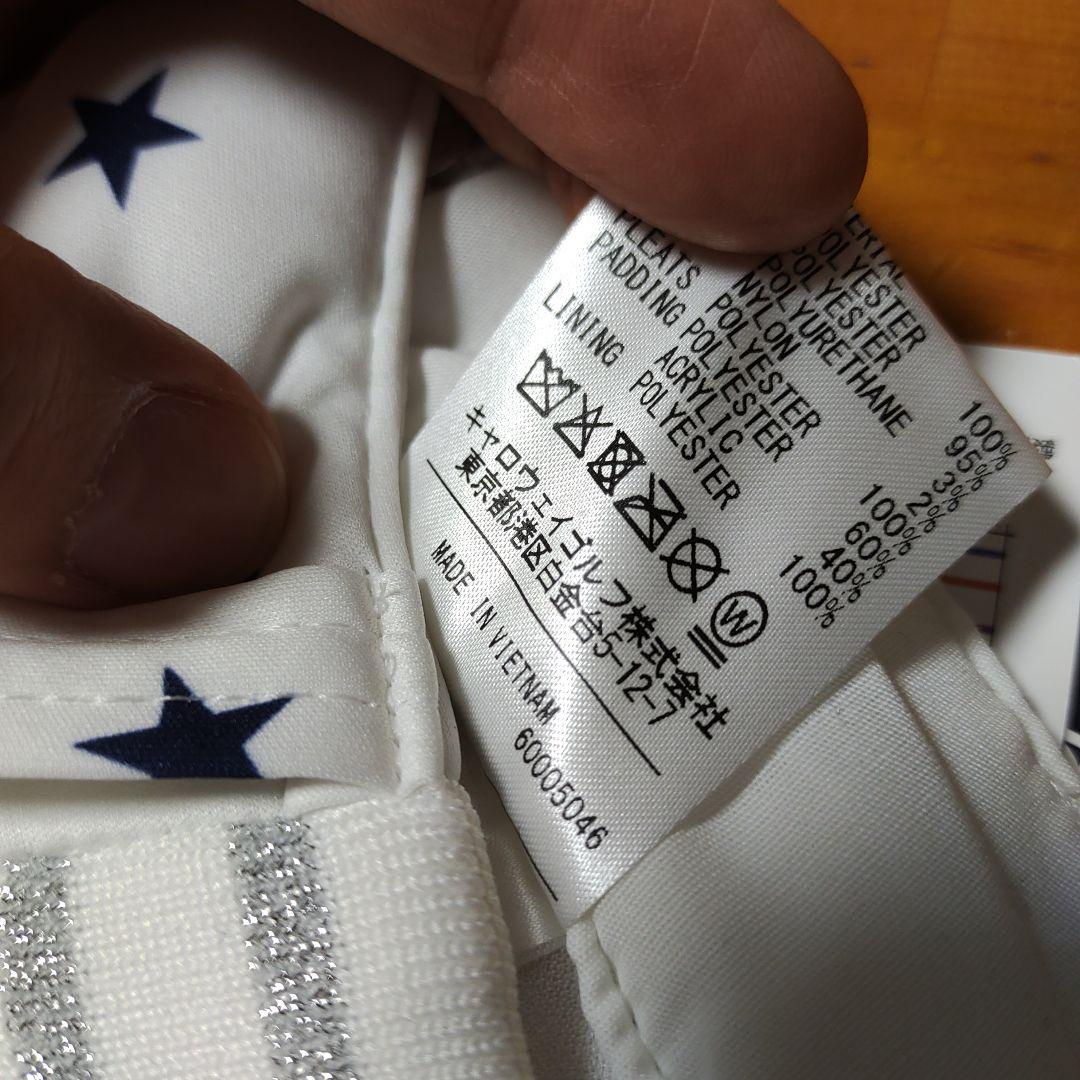 POLYESTER 100%
POLYESTER 95%
POLYURETHANE 3%
NYLON 2%
PLEATS POLYESTER 100%
PADDING POLYESTER 60%
ACRYLIC 40%
LINING POLYESTER 100%
W
キャロウェイゴルフ株式会社
東京都港区白金台5-12-7
MADE IN VIETNAM 60005046